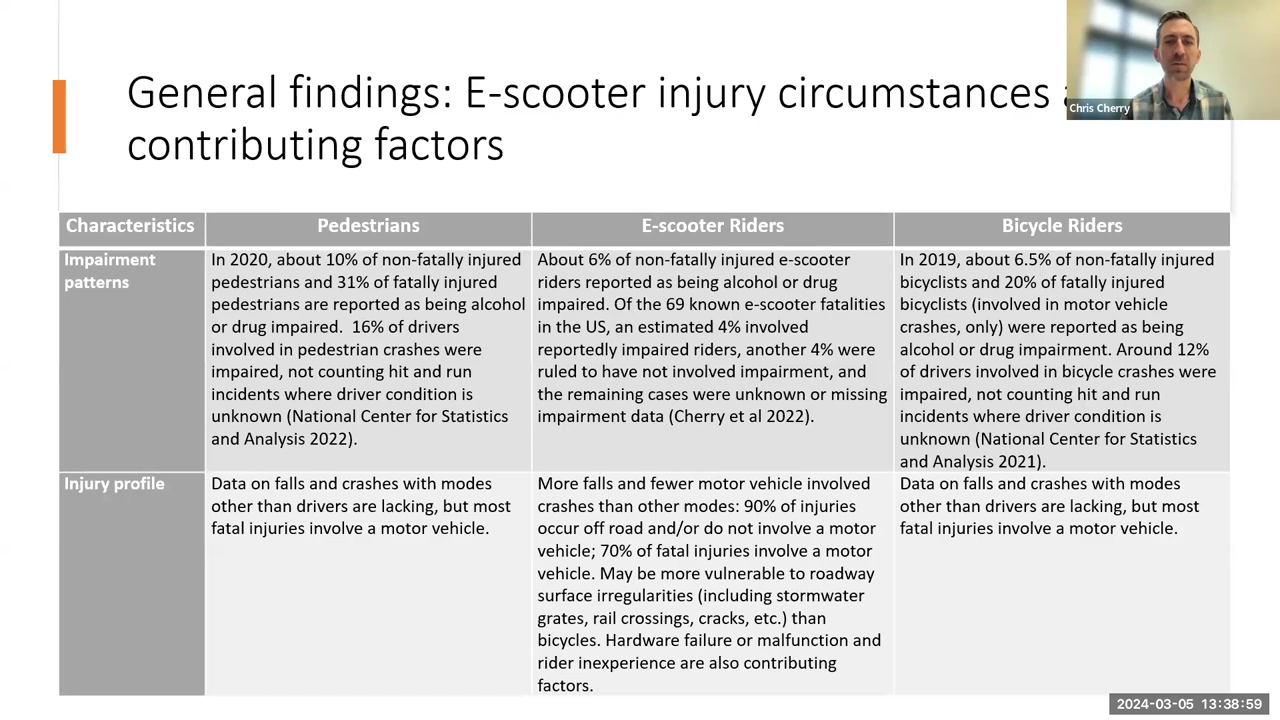 General findings: E-scooter injury circumstances
contributing factors
Chris Cherry
Characteristics
Pedestrians
E-scooter Riders
Bicycle Riders
Impairment
patterns
In 2020, about 10% of non-fatally injured
pedestrians and 31% of fatally injured
pedestrians are reported as being alcohol
or drug impaired.  16% of drivers
involved in pedestrian crashes were
impaired, not counting hit and run
incidents where driver condition is
unknown (National Center for Statistics
and Analysis 2022).
About 6% of non-fatally injured e-scooter
riders reported as being alcohol or drug
impaired. Of the 69 known e-scooter fatalities
in the US, an estimated 4% involved
reportedly impaired riders, another 4% were
ruled to have not involved impairment, and
the remaining cases were unknown or missing
impairment data (Cherry et al 2022).
In 2019, about 6.5% of non-fatally injured
bicyclists and 20% of fatally injured
bicyclists (involved in motor vehicle
crashes, only) were reported as being
alcohol or drug impairment. Around 12%
of drivers involved in bicycle crashes were
impaired, not counting hit and run
incidents where driver condition is
unknown (National Center for Statistics
and Analysis 2021).
Injury profile
Data on falls and crashes with modes
other than drivers are lacking, but most
fatal injuries involve a motor vehicle.
More falls and fewer motor vehicle involved
crashes than other modes: 90% of injuries
occur off road and/or do not involve a motor
vehicle; 70% of fatal injuries involve a motor
vehicle. May be more vulnerable to roadway
surface irregularities (including stormwater
grates, rail crossings, cracks, etc.) than
bicycles. Hardware failure or malfunction and
rider inexperience are also contributing
factors.
Data on falls and crashes with modes
other than drivers are lacking, but most
fatal injuries involve a motor vehicle.
2024-03-05 13:38:59